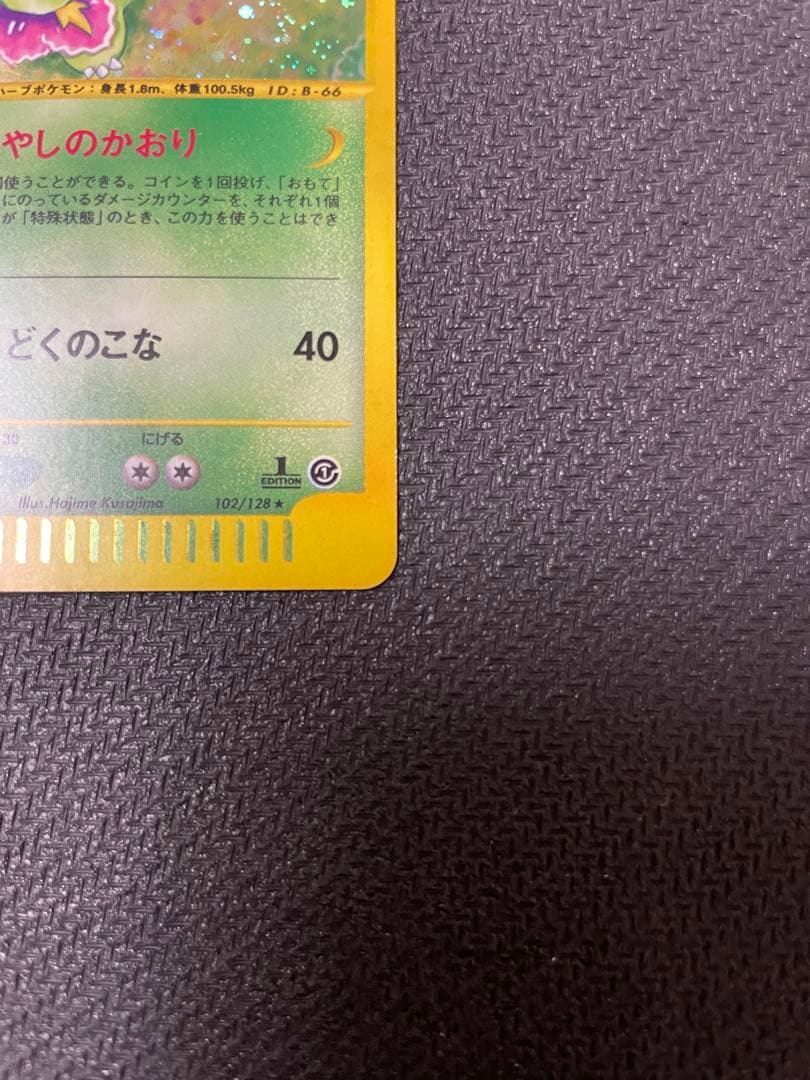 ハーブポケモン：身長1.8m、体重100.5kg ID：B-66
やしのかおり
使うことができる。コインを1回投げ、「おもて」
にのっているダメージカウンターを、それぞれ1個
が「特殊状態」のとき、この力を使うことはでき
どくのこな 40
30 にげる
1 EDITION
Illus.Hajime Kusajima 102/128★